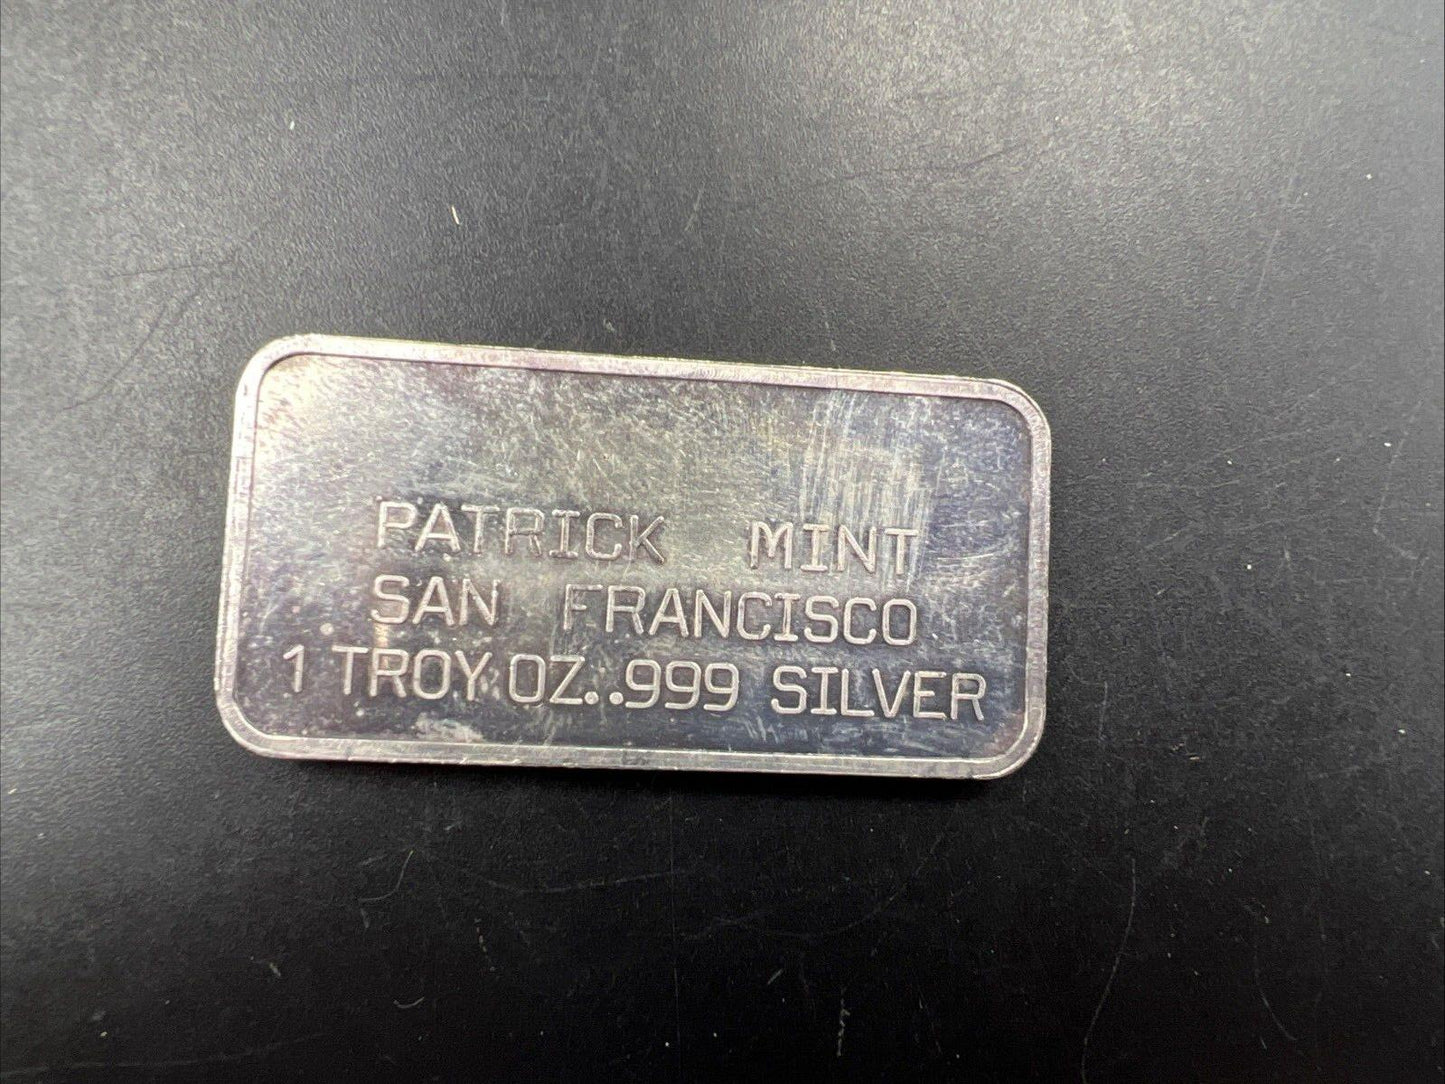 PATRICK MINT
SAN FRANCISCO
1 TROY OZ..999 SILVER